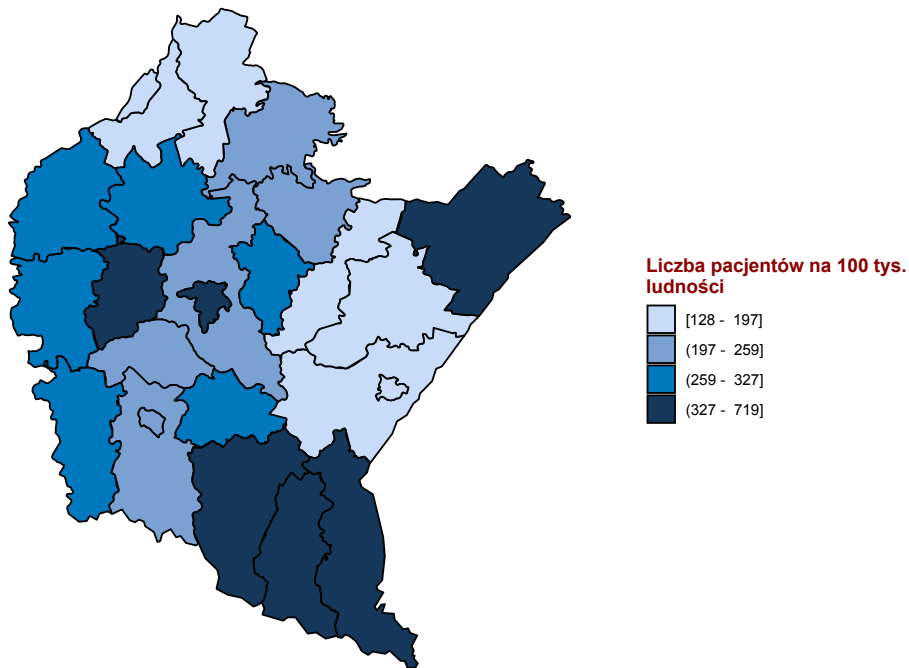 Liczba pacjentów na 100 tys.
ludności
[128 - 197]
(197 - 259]
(259 - 327]
(327 - 719]